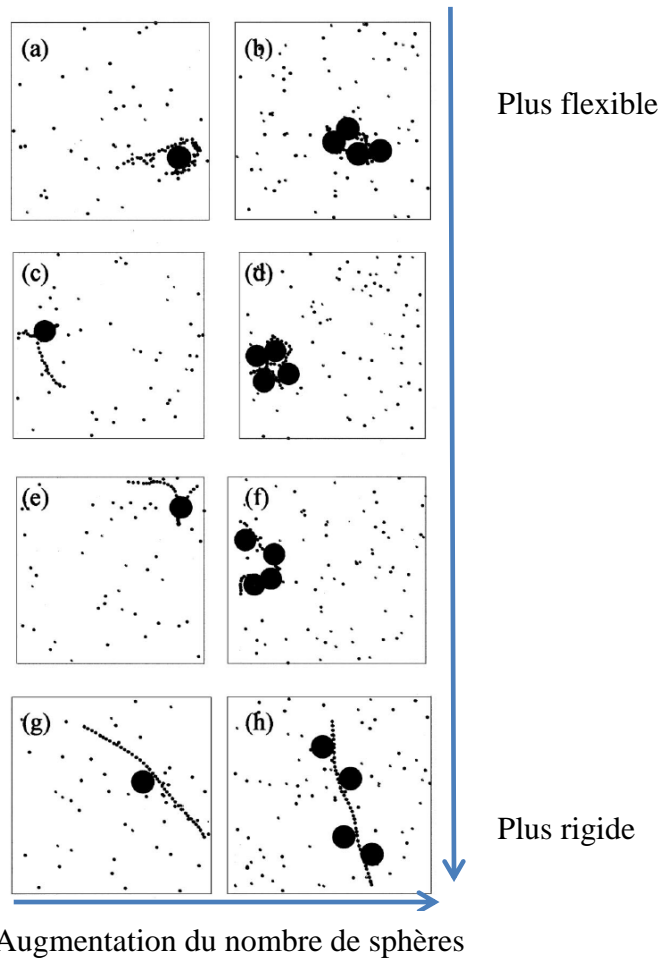 (a)
(b)
Plus flexible
(c)
(d)
(e)
(f)
(g)
(h)
Plus rigide
Augmentation du nombre de sphères